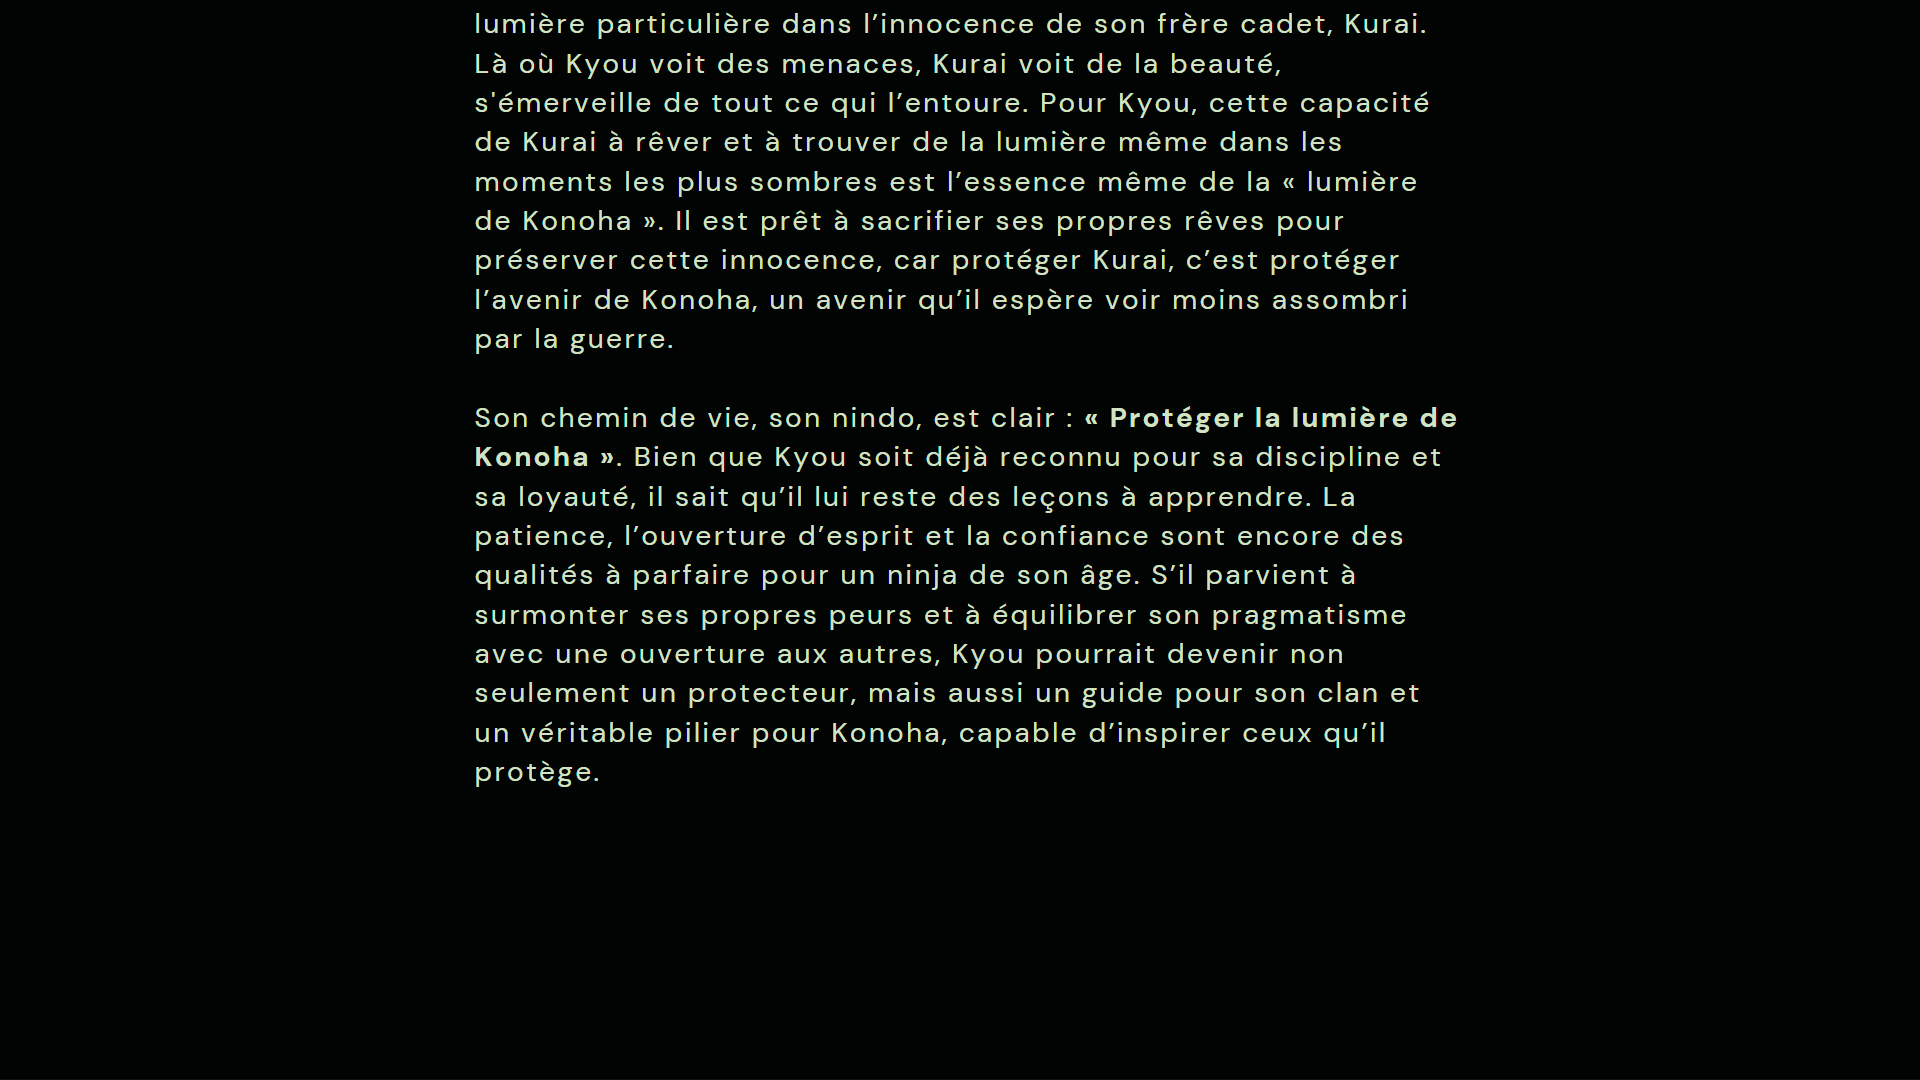 lumière particulière dans l’innocence de son frère cadet, Kurai.
Là où Kyou voit des menaces, Kurai voit de la beauté,
s'émerveille de tout ce qui l’entoure. Pour Kyou, cette capacité
de Kurai à rêver et à trouver de la lumière même dans les
moments les plus sombres est l’essence même de la « lumière
de Konoha ». Il est prêt à sacrifier ses propres rêves pour
préserver cette innocence, car protéger Kurai, c’est protéger
l’avenir de Konoha, un avenir qu’il espère voir moins assombri
par la guerre.
Son chemin de vie, son nindo, est clair : « Protéger la lumière de
Konoha ». Bien que Kyou soit déjà reconnu pour sa discipline et
sa loyauté, il sait qu’il lui reste des leçons à apprendre. La
patience, l’ouverture d’esprit et la confiance sont encore des
qualités à parfaire pour un ninja de son âge. S’il parvient à
surmonter ses propres peurs et à équilibrer son pragmatisme
avec une ouverture aux autres, Kyou pourrait devenir non
seulement un protecteur, mais aussi un guide pour son clan et
un véritable pilier pour Konoha, capable d’inspirer ceux qu’il
protège.